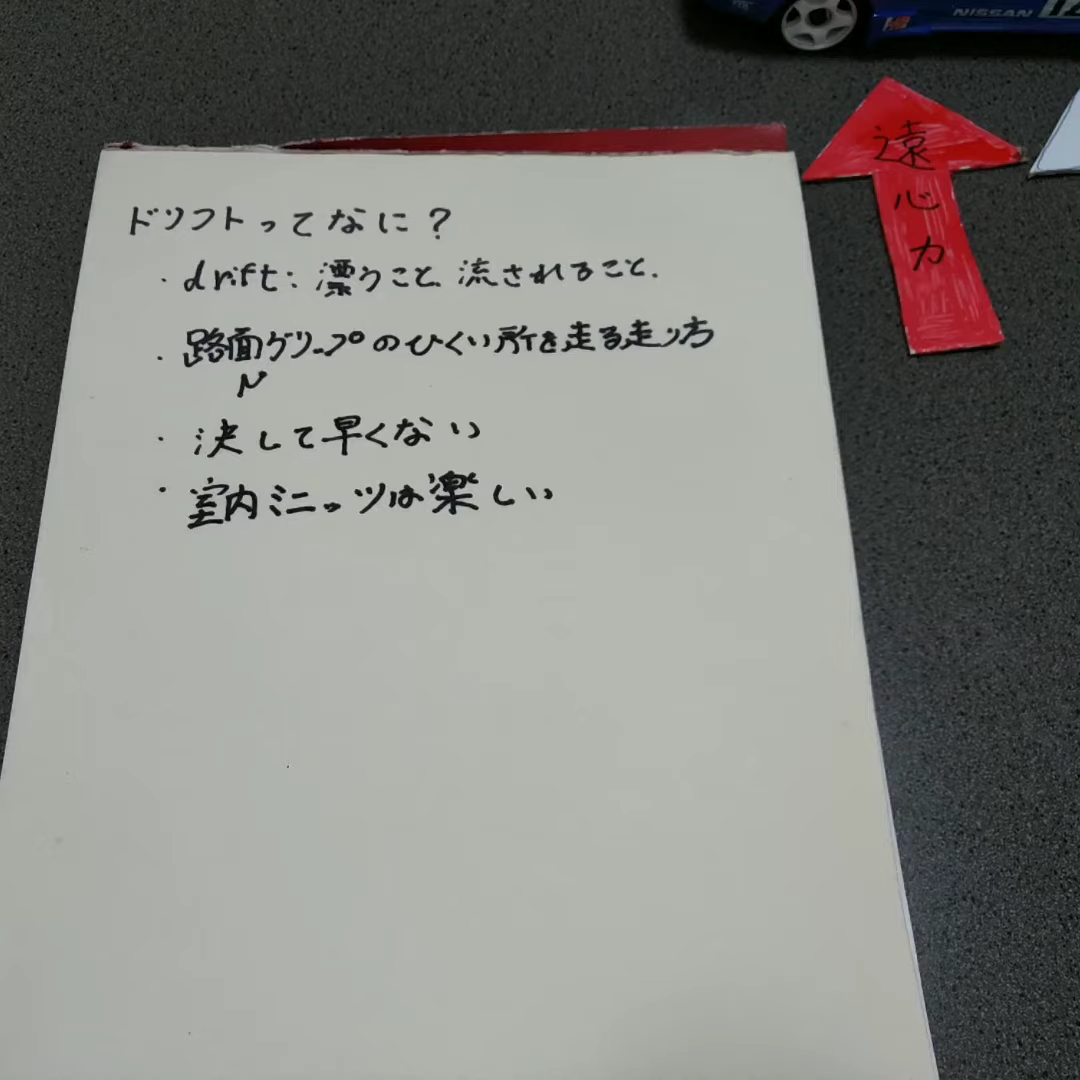 NISSAN
遠心力
ドリフトってなに?
・drift: 漂うこと. 流されること.
・路面グリップのひくい所を走る走り方
・決して早くない
・室内ミニッツは楽しい